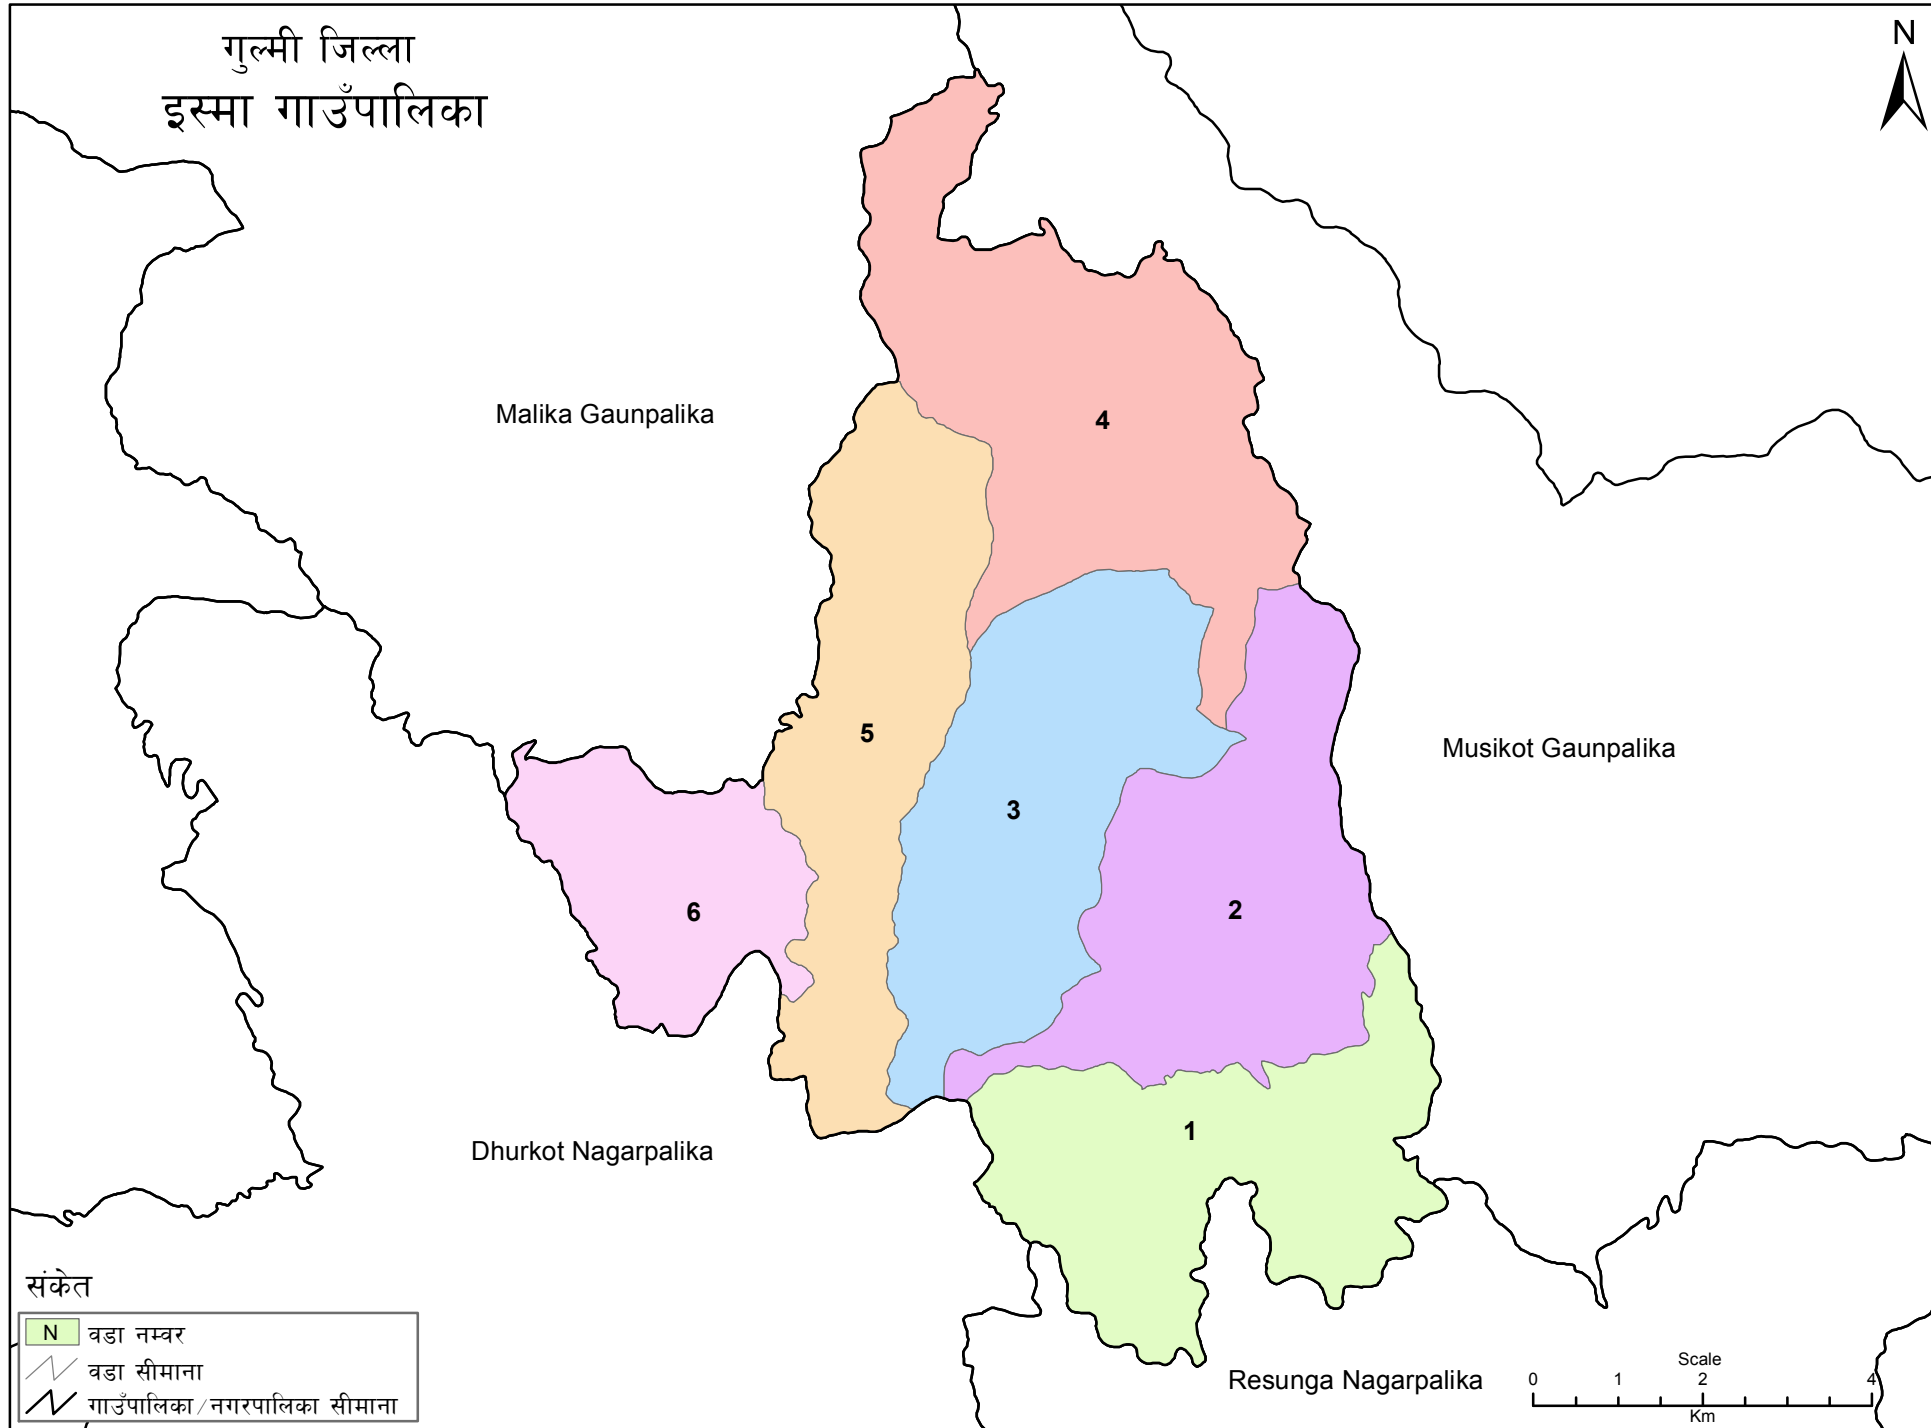 गुल्मी जिल्ला
इस्मा गाउँपालिका
N
4
Malika Gaunpalika
5
Musikot Gaunpalika
3
6
2
1
Dhurkot Nagarpalika
Resunga Nagarpalika
संकेत
N वडा नम्वर
वडा सीमाना
गाउँपालिका/नगरपालिका सीमाना
Scale
0 1 2 4
Km